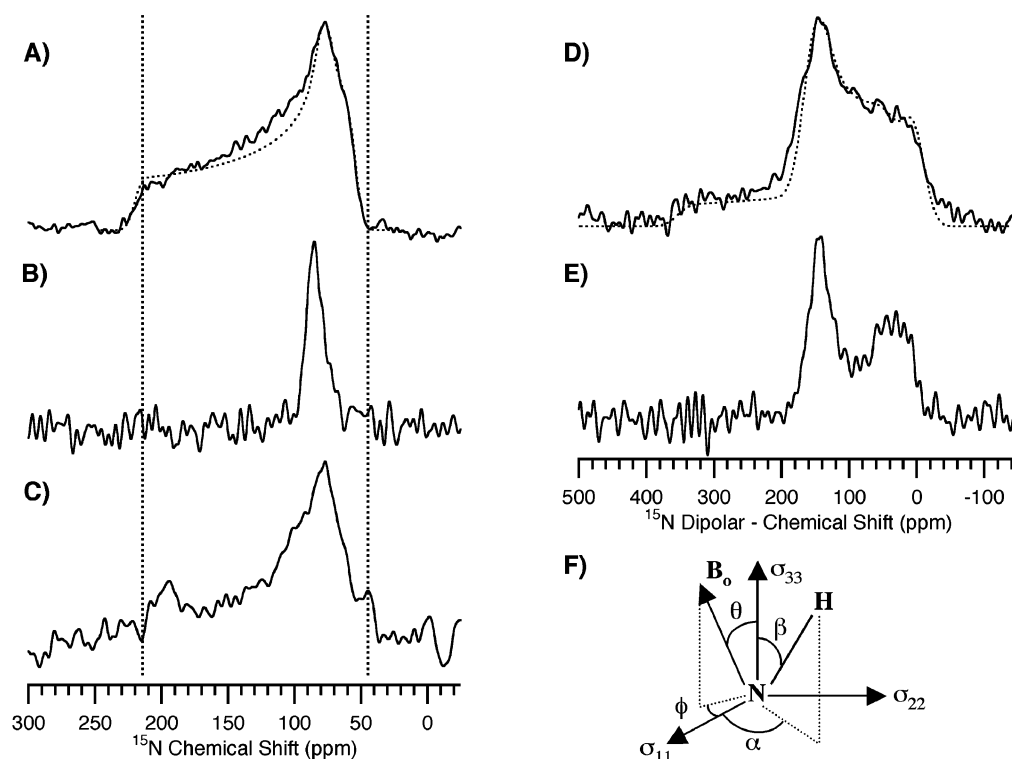 A)
B)
C)
300 250 200 150 100 50 0
15N Chemical Shift (ppm)
D)
E)
500 400 300 200 100 0 -100
15N Dipolar - Chemical Shift (ppm)
F)
Bo
σ33
H
θ
β
N
σ22
ϕ
α
σ11